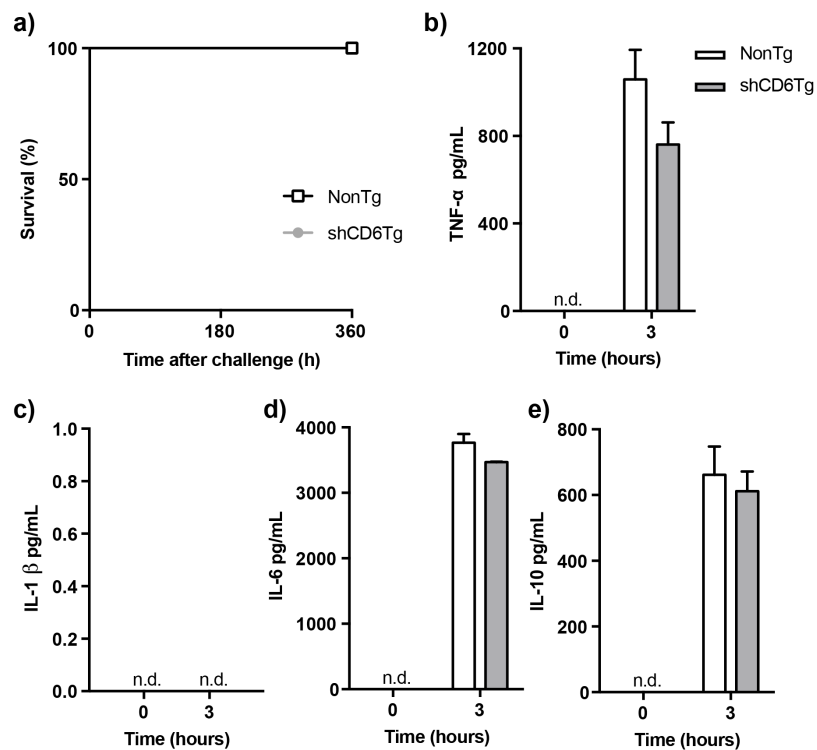 a)
100
50
0
Survival (%)
NonTg
shCD6Tg
0 180 360
Time after challenge (h)
b)
1200
800
400
0
TNF-α pg/mL
NonTg
shCD6Tg
n.d.
0 3
Time (hours)
c)
1.0
0.8
0.6
0.4
0.2
0.0
IL-1 β pg/mL
n.d. n.d.
0 3
Time (hours)
d)
4000
3000
2000
1000
0
IL-6 pg/mL
n.d.
0 3
Time (hours)
e)
800
600
400
200
0
IL-10 pg/mL
n.d.
0 3
Time (hours)